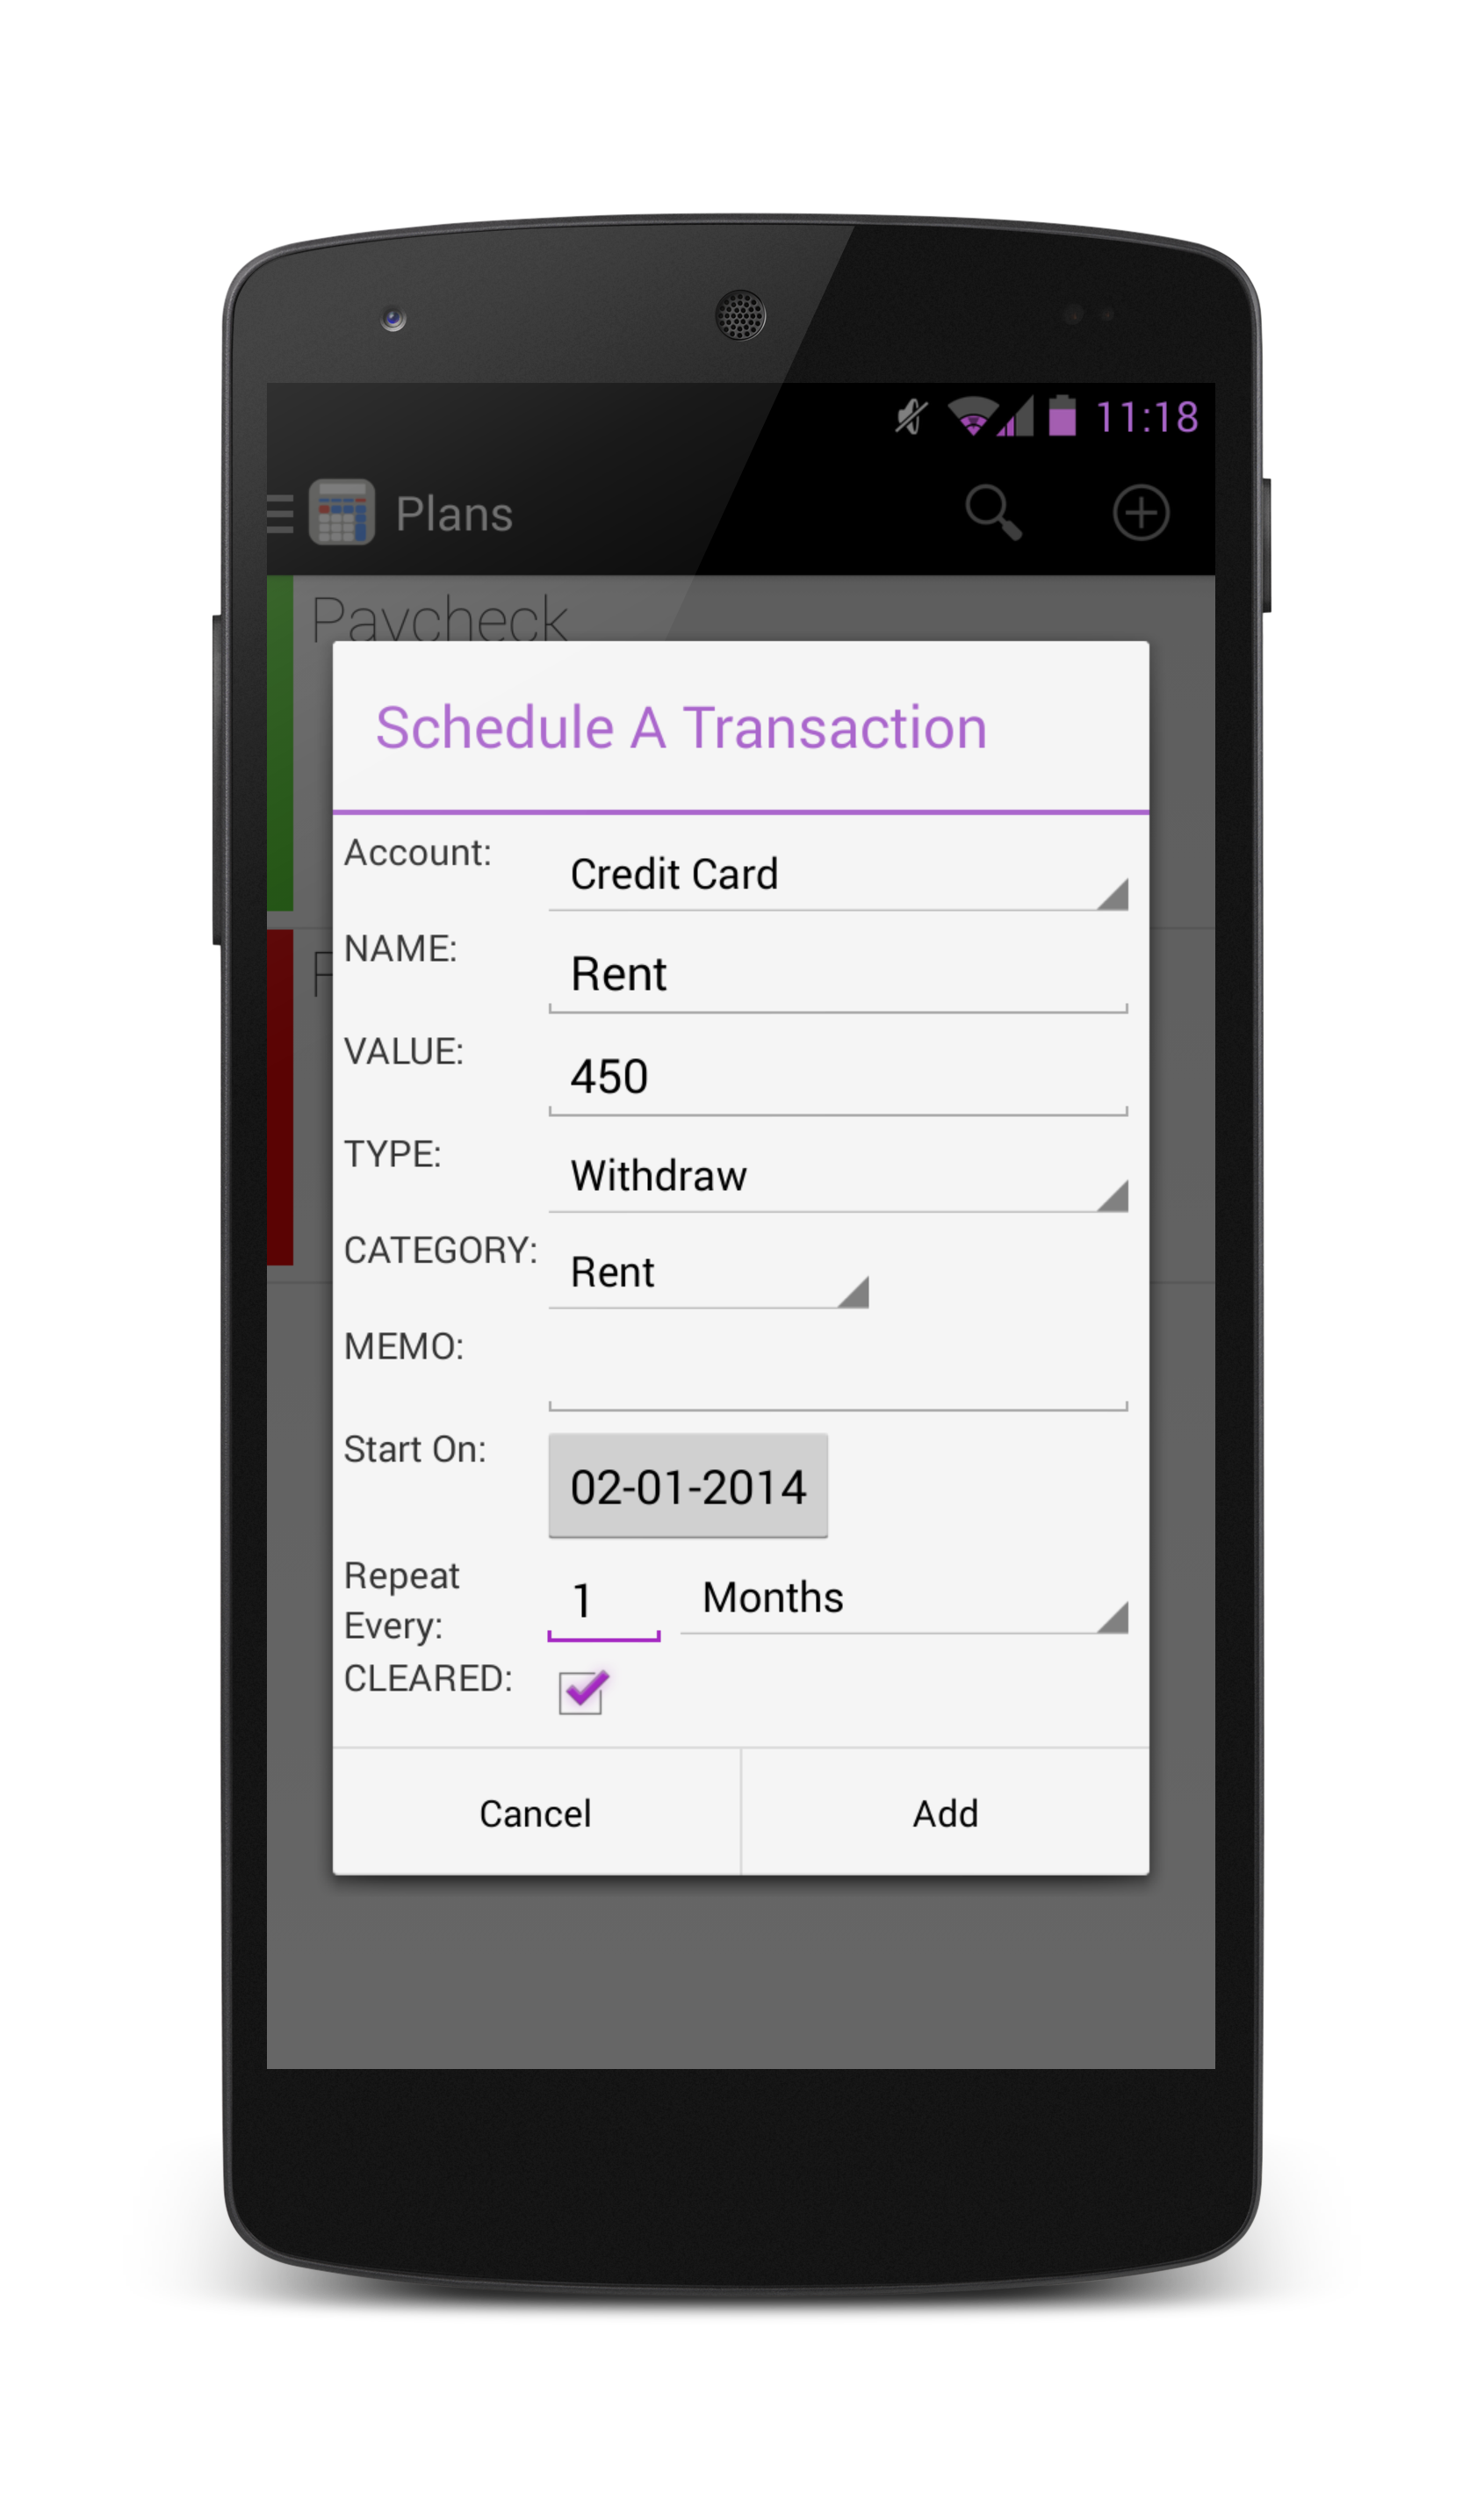 11:18
Plans
Paycheck
Schedule A Transaction
Account: Credit Card
NAME: Rent
VALUE: 450
TYPE: Withdraw
CATEGORY: Rent
MEMO:
Start On: 02-01-2014
Repeat
Every: 1 Months
CLEARED:
Cancel Add